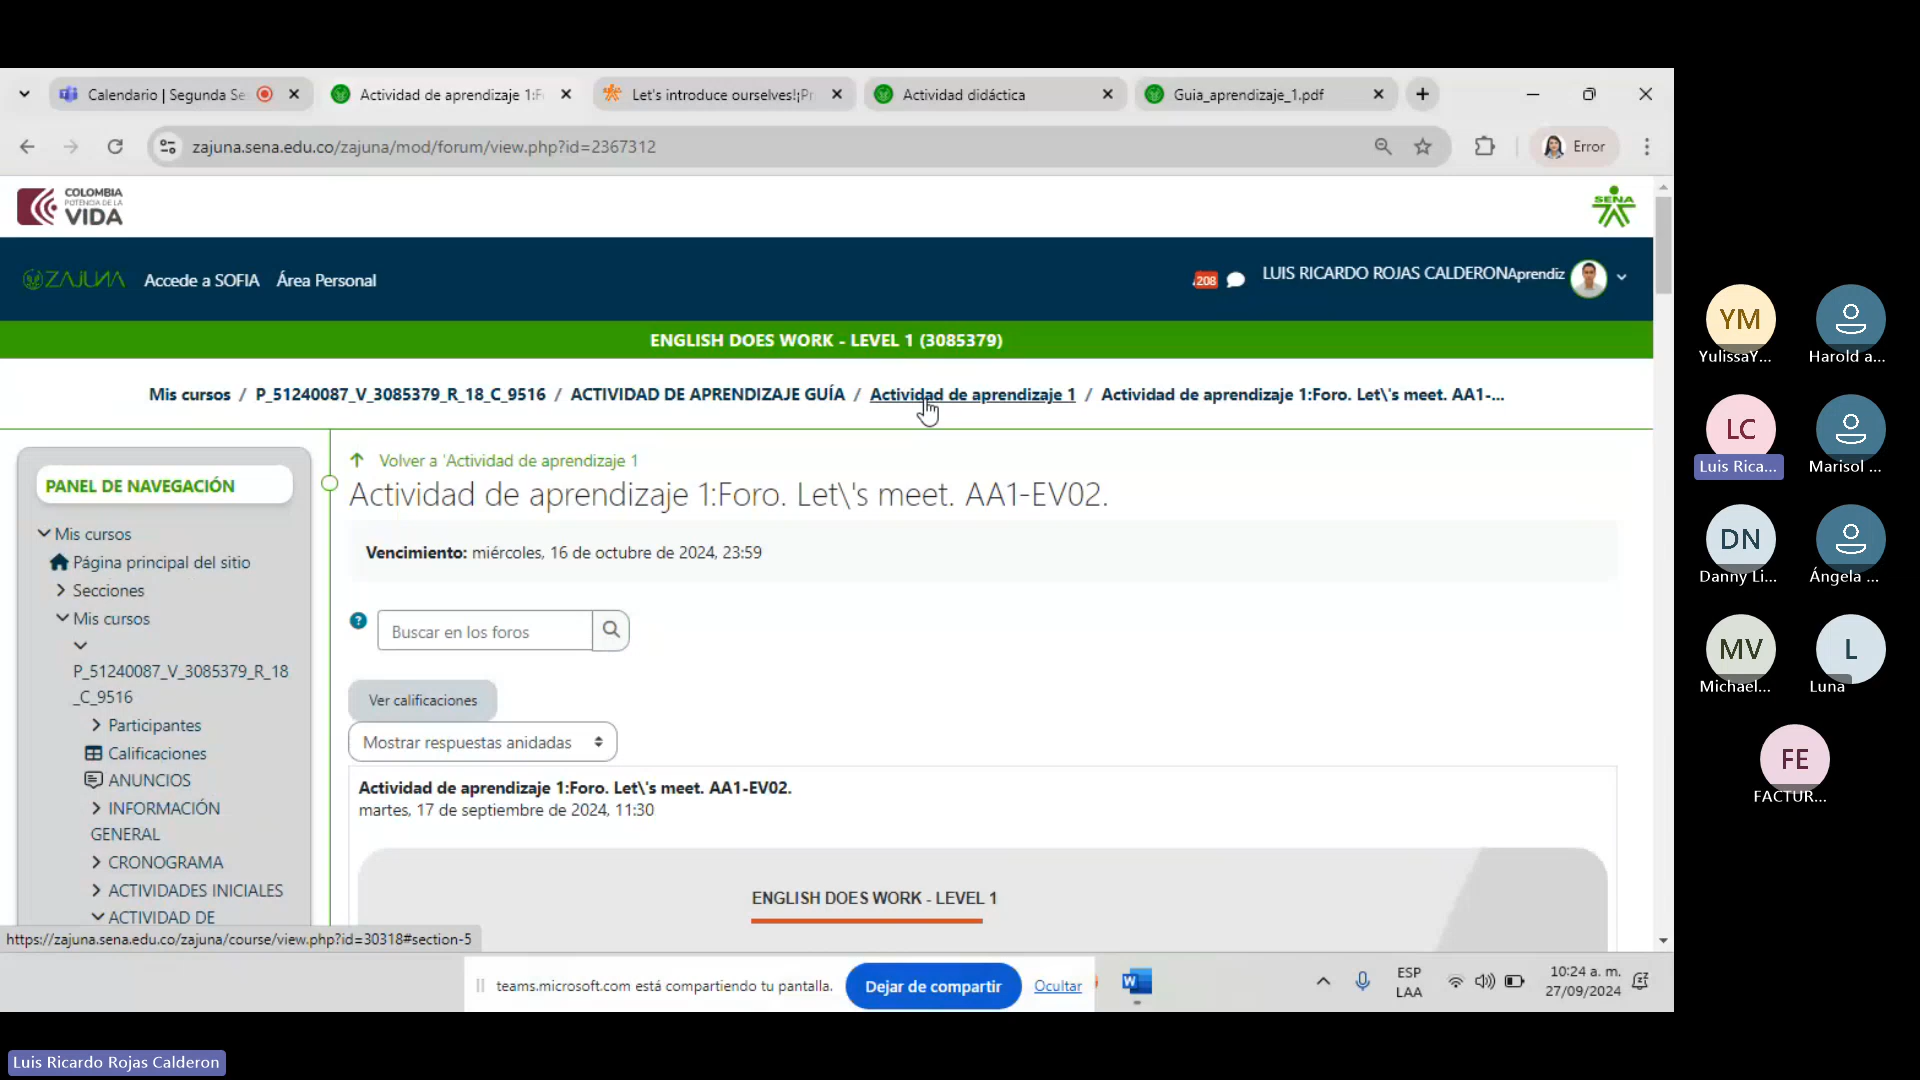 Calendario | Segunda Se
Actividad de aprendizaje 1:F
Let's introduce ourselves!¡Pr
Actividad didáctica
Guia_aprendizaje_1.pdf
zajuna.sena.edu.co/zajuna/mod/forum/view.php?id=2367312
Error
COLOMBIA
POTENCIA DE LA
VIDA
SENA
ZAJUNA
Accede a SOFIA
Área Personal
208
LUIS RICARDO ROJAS CALDERONAprendiz
ENGLISH DOES WORK - LEVEL 1 (3085379)
Mis cursos / P_51240087_V_3085379_R_18_C_9516 / ACTIVIDAD DE APRENDIZAJE GUÍA / Actividad de aprendizaje 1 / Actividad de aprendizaje 1:Foro. Let\'s meet. AA1-...
PANEL DE NAVEGACIÓN
Mis cursos
Página principal del sitio
Secciones
Mis cursos
P_51240087_V_3085379_R_18
_C_9516
Participantes
Calificaciones
ANUNCIOS
INFORMACIÓN
GENERAL
CRONOGRAMA
ACTIVIDADES INICIALES
ACTIVIDAD DE
Volver a 'Actividad de aprendizaje 1
Actividad de aprendizaje 1:Foro. Let\'s meet. AA1-EV02.
Vencimiento: miércoles, 16 de octubre de 2024, 23:59
Buscar en los foros
Ver calificaciones
Mostrar respuestas anidadas
Actividad de aprendizaje 1:Foro. Let\'s meet. AA1-EV02.
martes, 17 de septiembre de 2024, 11:30
ENGLISH DOES WORK - LEVEL 1
https://zajuna.sena.edu.co/zajuna/course/view.php?id=30318#section-5
teams.microsoft.com está compartiendo tu pantalla.
Dejar de compartir
Ocultar
ESP
LAA
10:24 a. m.
27/09/2024
YM
YulissaY...
Harold a...
LC
Luis Rica...
Marisol ...
DN
Danny Li...
Ángela ...
MV
Michael...
L
Luna
FE
FACTUR...
Luis Ricardo Rojas Calderon